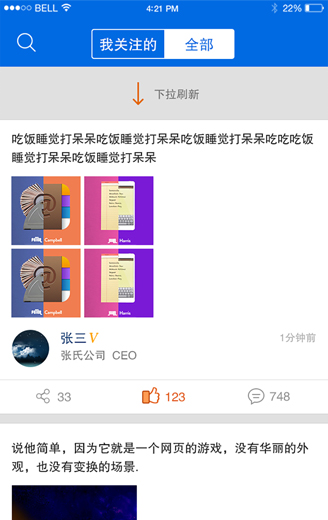 BELL 4:21 PM 22%
我关注的 全部
下拉刷新
吃饭睡觉打呆呆吃饭睡觉打呆呆吃饭睡觉打呆呆吃吃吃饭
睡觉打呆呆吃饭睡觉打呆呆
Campbell Harris
Campbell Harris
张三V 1分钟前
张氏公司 CEO
33 123 748
说他简单，因为它就是一个网页的游戏，没有华丽的外
观，也没有变换的场景.